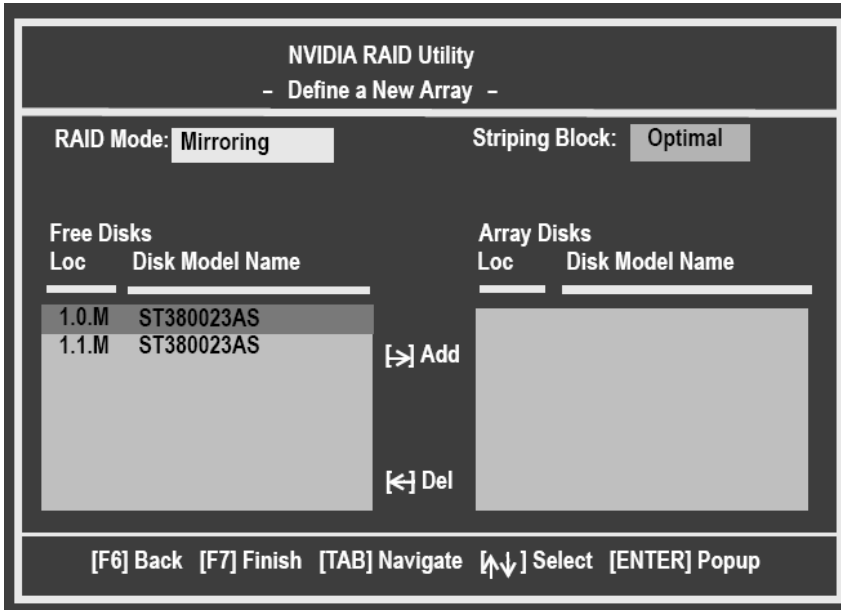 NVIDIA RAID Utility
– Define a New Array –
RAID Mode: Mirroring
Striping Block: Optimal
Free Disks
Loc Disk Model Name
1.0.M ST380023AS
1.1.M ST380023AS
[→] Add
[←] Del
Array Disks
Loc Disk Model Name
[F6] Back [F7] Finish [TAB] Navigate [↑↓] Select [ENTER] Popup